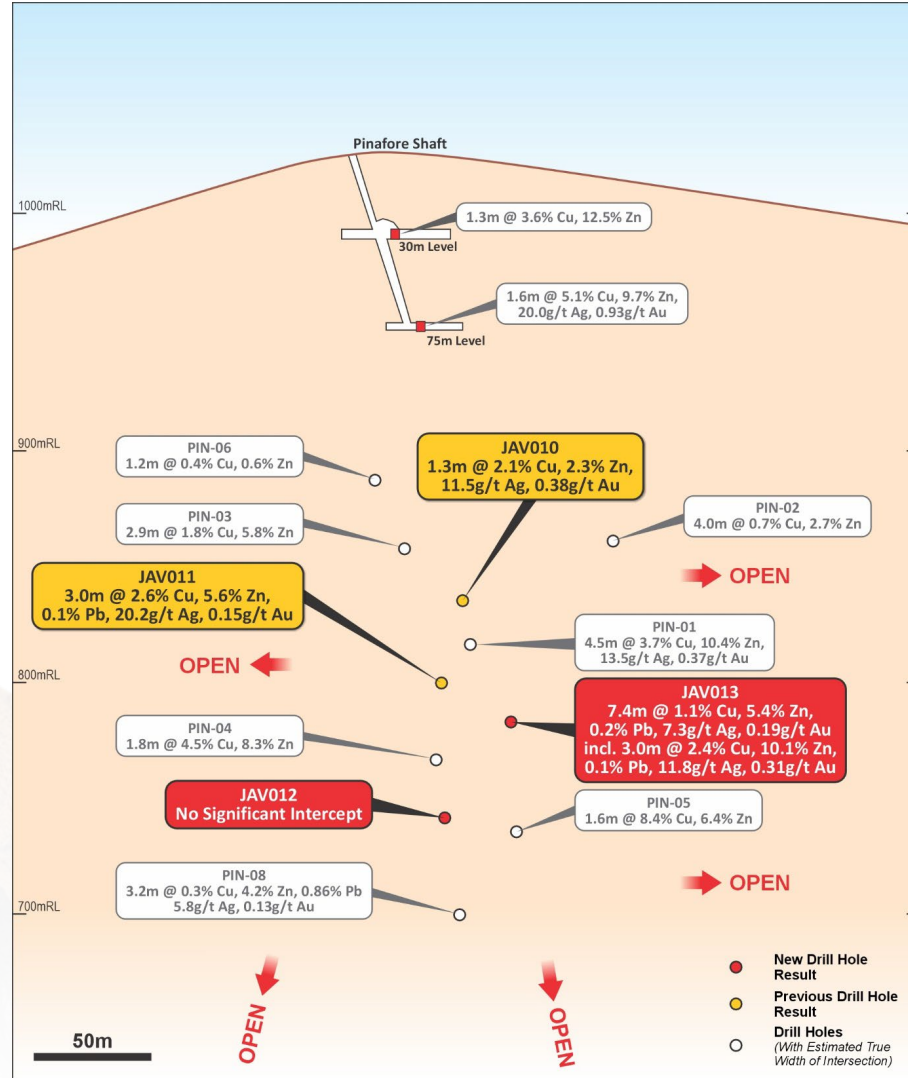 Pinafore Shaft
1000mRL
1.3m @ 3.6% Cu, 12.5% Zn
30m Level
1.6m @ 5.1% Cu, 9.7% Zn,
20.0g/t Ag, 0.93g/t Au
75m Level
900mRL
PIN-06
1.2m @ 0.4% Cu, 0.6% Zn
JAV010
1.3m @ 2.1% Cu, 2.3% Zn,
11.5g/t Ag, 0.38g/t Au
PIN-03
2.9m @ 1.8% Cu, 5.8% Zn
PIN-02
4.0m @ 0.7% Cu, 2.7% Zn
OPEN
JAV011
3.0m @ 2.6% Cu, 5.6% Zn,
0.1% Pb, 20.2g/t Ag, 0.15g/t Au
PIN-01
4.5m @ 3.7% Cu, 10.4% Zn,
13.5g/t Ag, 0.37g/t Au
OPEN
800mRL
JAV013
7.4m @ 1.1% Cu, 5.4% Zn,
0.2% Pb, 7.3g/t Ag, 0.19g/t Au
incl. 3.0m @ 2.4% Cu, 10.1% Zn,
0.1% Pb, 11.8g/t Ag, 0.31g/t Au
PIN-04
1.8m @ 4.5% Cu, 8.3% Zn
JAV012
No Significant Intercept
PIN-05
1.6m @ 8.4% Cu, 6.4% Zn
PIN-08
3.2m @ 0.3% Cu, 4.2% Zn, 0.86% Pb
5.8g/t Ag, 0.13g/t Au
OPEN
700mRL
OPEN
OPEN
New Drill Hole
Result
Previous Drill Hole
Result
Drill Holes
(With Estimated True
Width of Intersection)
50m